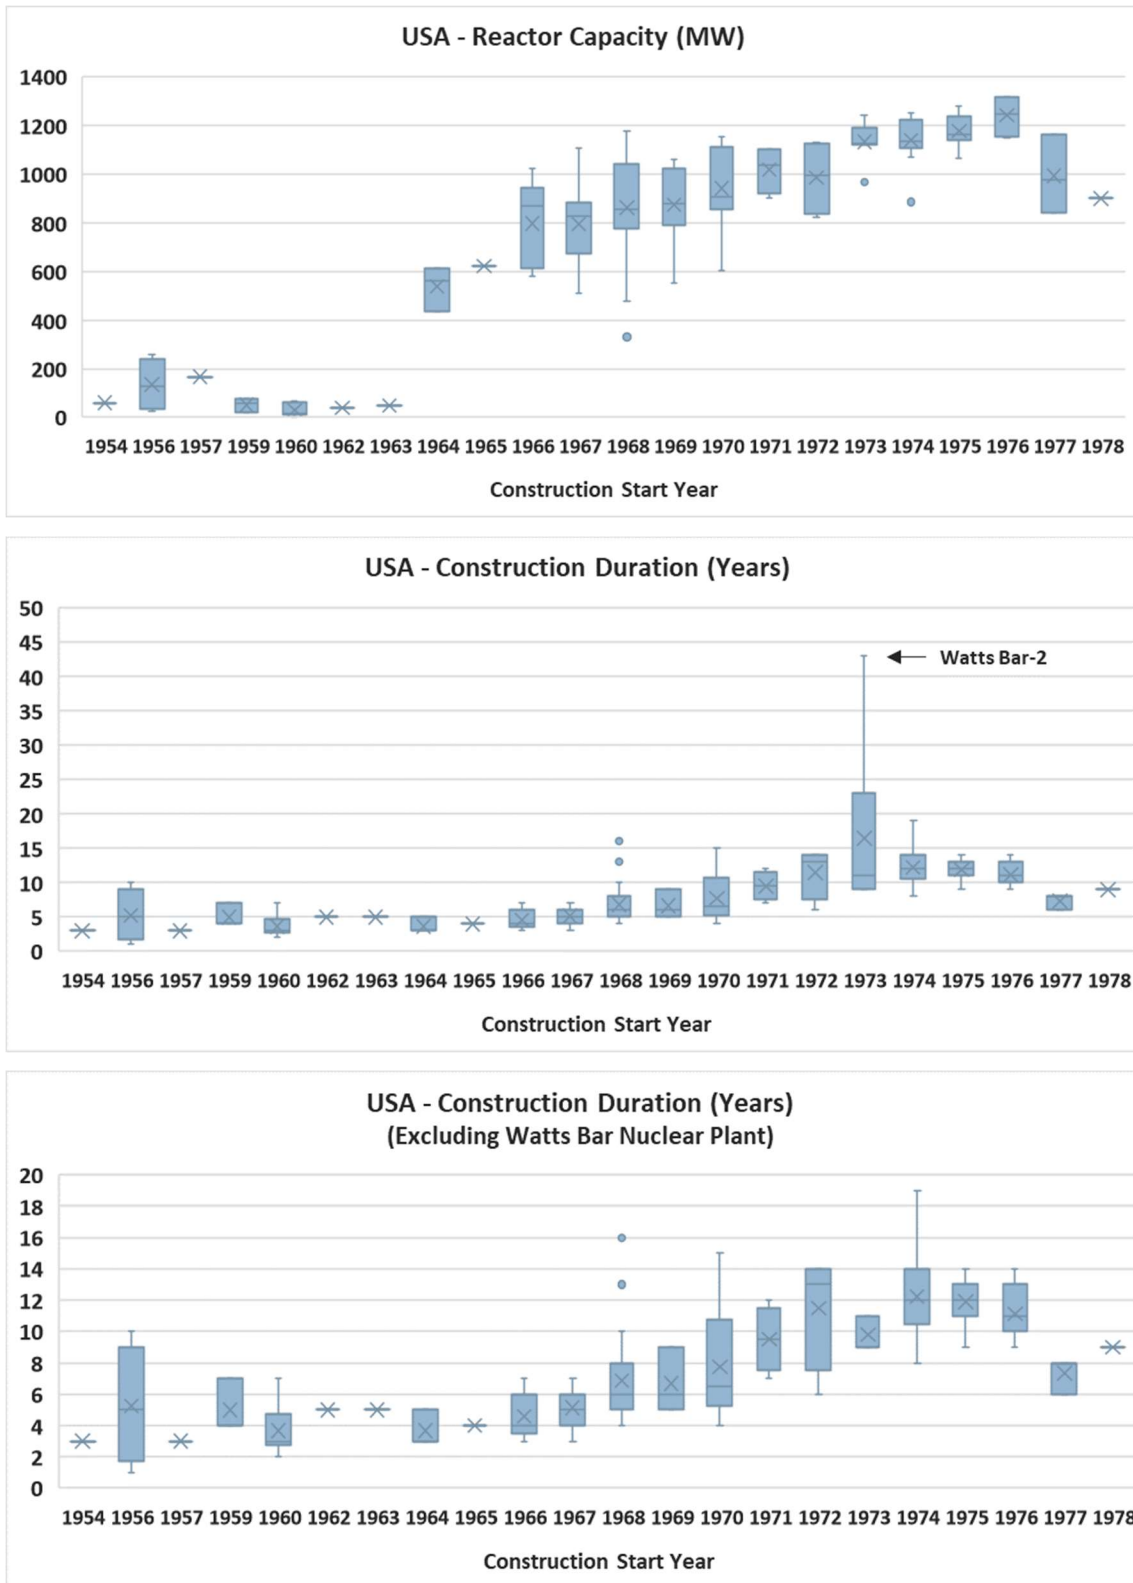 USA - Reactor Capacity (MW)
1400
1200
1000
800
600
400
200
0
1954 1956 1957 1959 1960 1962 1963 1964 1965 1966 1967 1968 1969 1970 1971 1972 1973 1974 1975 1976 1977 1978
Construction Start Year
USA - Construction Duration (Years)
50
45
Watts Bar-2
40
35
30
25
20
15
10
5
0
1954 1956 1957 1959 1960 1962 1963 1964 1965 1966 1967 1968 1969 1970 1971 1972 1973 1974 1975 1976 1977 1978
Construction Start Year
USA - Construction Duration (Years)
(Excluding Watts Bar Nuclear Plant)
20
18
16
14
12
10
8
6
4
2
0
1954 1956 1957 1959 1960 1962 1963 1964 1965 1966 1967 1968 1969 1970 1971 1972 1973 1974 1975 1976 1977 1978
Construction Start Year